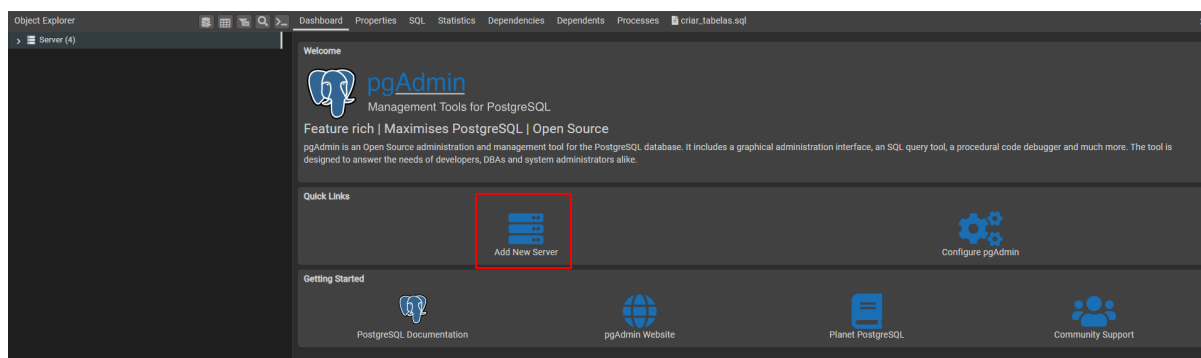 Object Explorer
Dashboard Properties SQL Statistics Dependencies Dependents Processes criar_tabelas.sql
Server (4)
Welcome
pgAdmin
Management Tools for PostgreSQL
Feature rich | Maximises PostgreSQL | Open Source
pgAdmin is an Open Source administration and management tool for the PostgreSQL database. It includes a graphical administration interface, an SQL query tool, a procedural code debugger and much more. The tool is
designed to answer the needs of developers, DBAs and system administrators alike.
Quick Links
Add New Server
Configure pgAdmin
Getting Started
PostgreSQL Documentation
pgAdmin Website
Planet PostgreSQL
Community Support